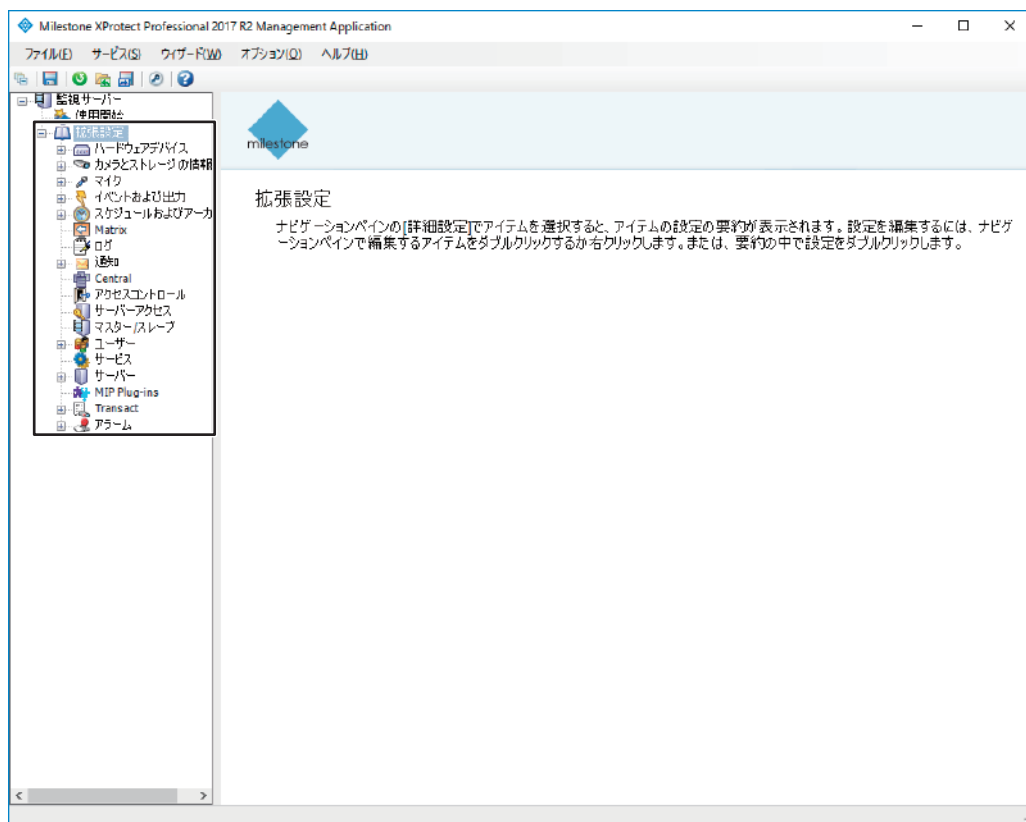 Milestone XProtect Professional 2017 R2 Management Application
ファイル(F) サービス(S) ウィザード(W) オプション(O) ヘルプ(H)
監視サーバー
使用開始
拡張設定
ハードウェアデバイス
カメラとストレージの情報
マイク
イベントおよび出力
スケジュールおよびアーカ
Matrix
ログ
通知
Central
アクセスコントロール
サーバーアクセス
マスター/スレーブ
ユーザー
サービス
サーバー
MIP Plug-ins
Transact
アラーム
milestone
拡張設定
ナビゲーションペインの[詳細設定]でアイテムを選択すると、アイテムの設定の要約が表示されます。設定を編集するには、ナビゲ
ーションペインで編集するアイテムをダブルクリックするか右クリックします。または、要約の中で設定をダブルクリックします。